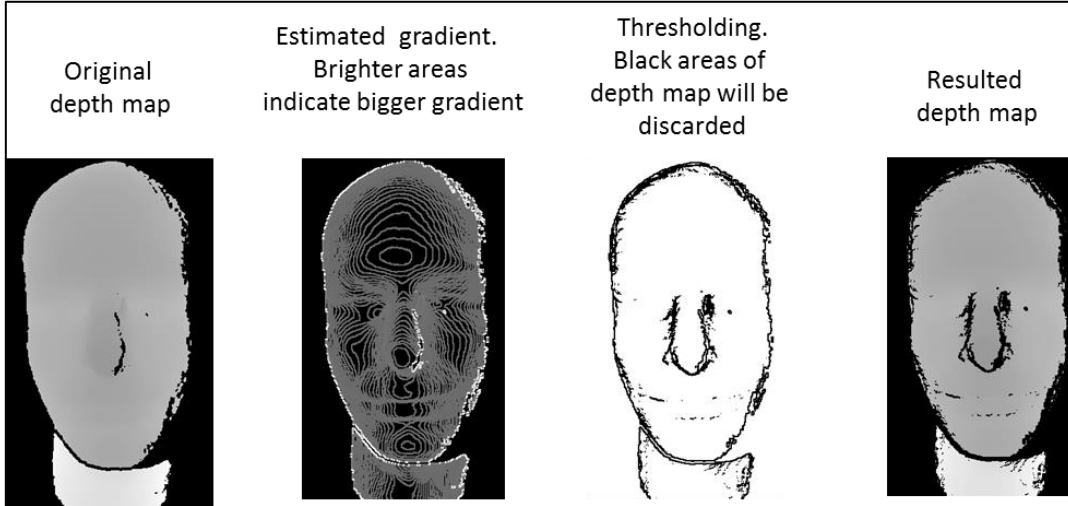 Original
depth map
Estimated gradient.
Brighter areas
indicate bigger gradient
Thresholding.
Black areas of
depth map will be
discarded
Resulted
depth map